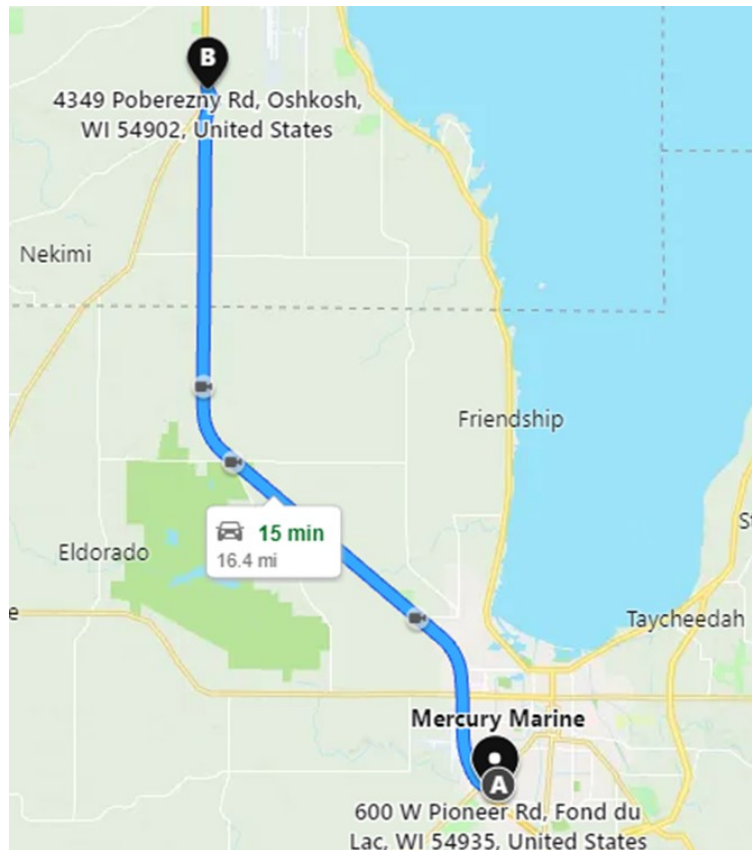 B
4349 Poberezny Rd, Oshkosh,
WI 54902, United States
Nekimi
Friendship
15 min
16.4 mi
Eldorado
Taycheedah
Mercury Marine
A
600 W Pioneer Rd, Fond du
Lac, WI 54935, United States